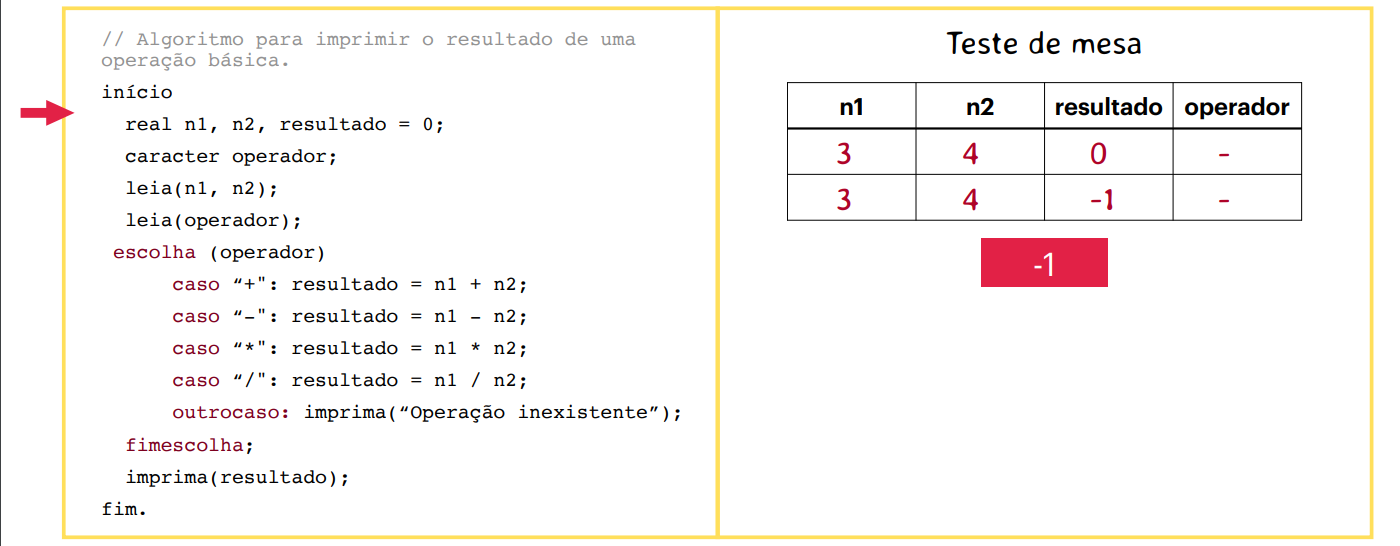 // Algoritmo para imprimir o resultado de uma
operação básica.
início
real n1, n2, resultado = 0;
caracter operador;
leia(n1, n2);
leia(operador);
escolha (operador)
caso “+": resultado = n1 + n2;
caso “-": resultado = n1 - n2;
caso “*": resultado = n1 * n2;
caso “/": resultado = n1 / n2;
outrocaso: imprima(“Operação inexistente”);
fimescolha;
imprima(resultado);
fim.
Teste de mesa
n1 n2 resultado operador
3 4 0 -
3 4 -1 -
-1